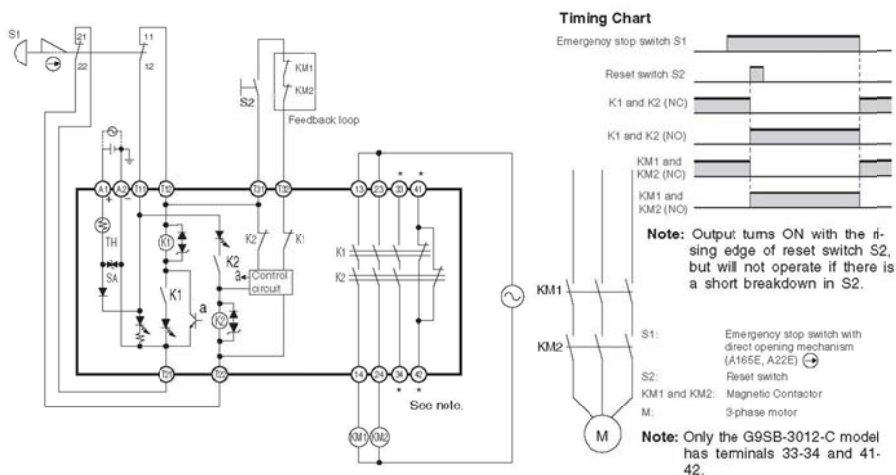 S1
21
22
11
12
S2
KM1
KM2
Feedback loop
A1
A2
T11
T12
T31
T32
13
23
33
41
*
*
+
−
TH
SA
K1
K1
a
K2
K2
K2
K1
a
Control
circuit
K1
K2
T21
T22
14
24
34
42
*
*
See note.
KM1
KM2
KM1
KM2
M
Timing Chart
Emergency stop switch S1
Reset switch S2
K1 and K2 (NC)
K1 and K2 (NO)
KM1 and
KM2 (NC)
KM1 and
KM2 (NO)
Note: Output turns ON with the ri-
sing edge of reset switch S2,
but will not operate if there is
a short breakdown in S2.
S1: Emergency stop switch with
direct opening mechanism
(A165E, A22E)
S2: Reset switch
KM1 and KM2: Magnetic Contactor
M: 3-phase motor
Note: Only the G9SB-3012-C model
has terminals 33-34 and 41-
42.